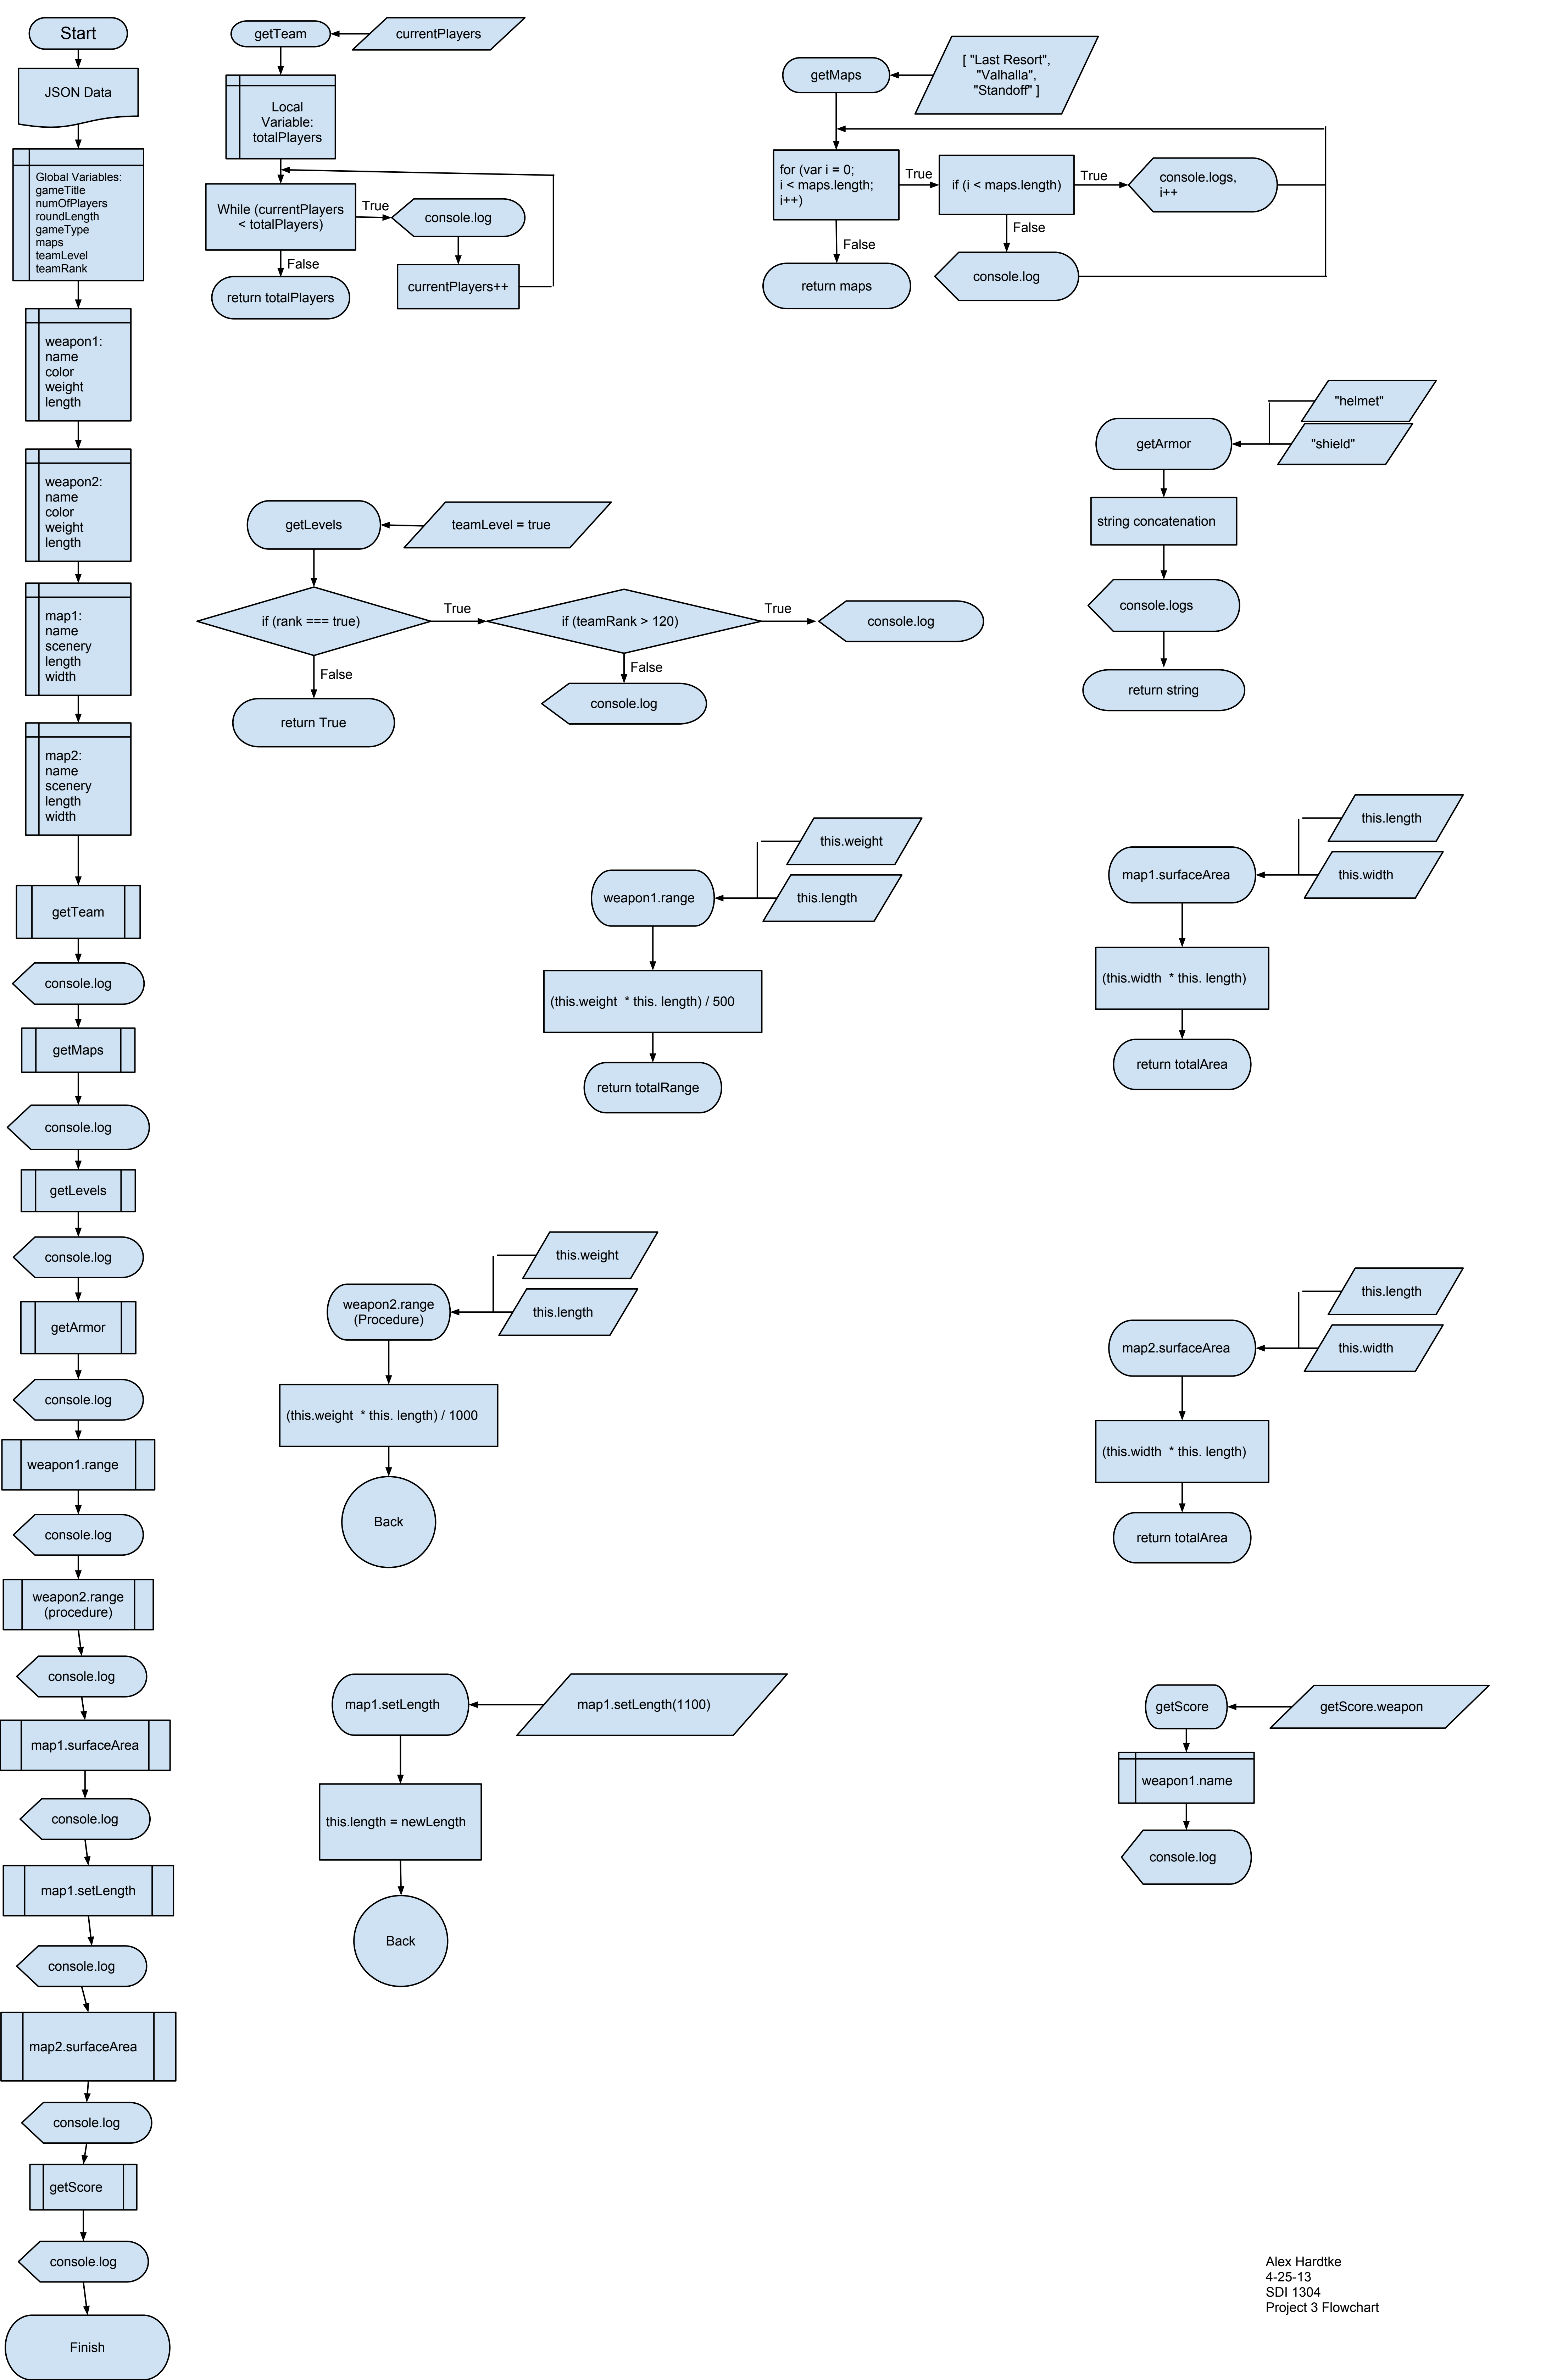 Start
JSON Data
Global Variables:
gameTitle
numOfPlayers
roundLength
gameType
maps
teamLevel
teamRank
weapon1:
name
color
weight
length
weapon2:
name
color
weight
length
map1:
name
scenery
length
width
map2:
name
scenery
length
width
getTeam
console.log
getMaps
console.log
getLevels
console.log
getArmor
console.log
weapon1.range
console.log
weapon2.range
(procedure)
console.log
map1.surfaceArea
console.log
map1.setLength
console.log
map2.surfaceArea
console.log
getScore
console.log
Finish
getTeam
currentPlayers
Local
Variable:
totalPlayers
While (currentPlayers
< totalPlayers)
True
console.log
currentPlayers++
False
return totalPlayers
getMaps
[ "Last Resort",
"Valhalla",
"Standoff" ]
for (var i = 0;
i < maps.length;
i++)
True
if (i < maps.length)
True
console.logs,
i++
False
return maps
False
console.log
getArmor
"helmet"
"shield"
string concatenation
console.logs
return string
getLevels
teamLevel = true
if (rank === true)
True
if (teamRank > 120)
True
console.log
False
return True
False
console.log
weapon1.range
this.weight
this.length
(this.weight * this. length) / 500
return totalRange
map1.surfaceArea
this.length
this.width
(this.width * this. length)
return totalArea
weapon2.range
(Procedure)
this.weight
this.length
(this.weight * this. length) / 1000
Back
map2.surfaceArea
this.length
this.width
(this.width * this. length)
return totalArea
map1.setLength
map1.setLength(1100)
this.length = newLength
Back
getScore
getScore.weapon
weapon1.name
console.log
Alex Hardtke
4-25-13
SDI 1304
Project 3 Flowchart